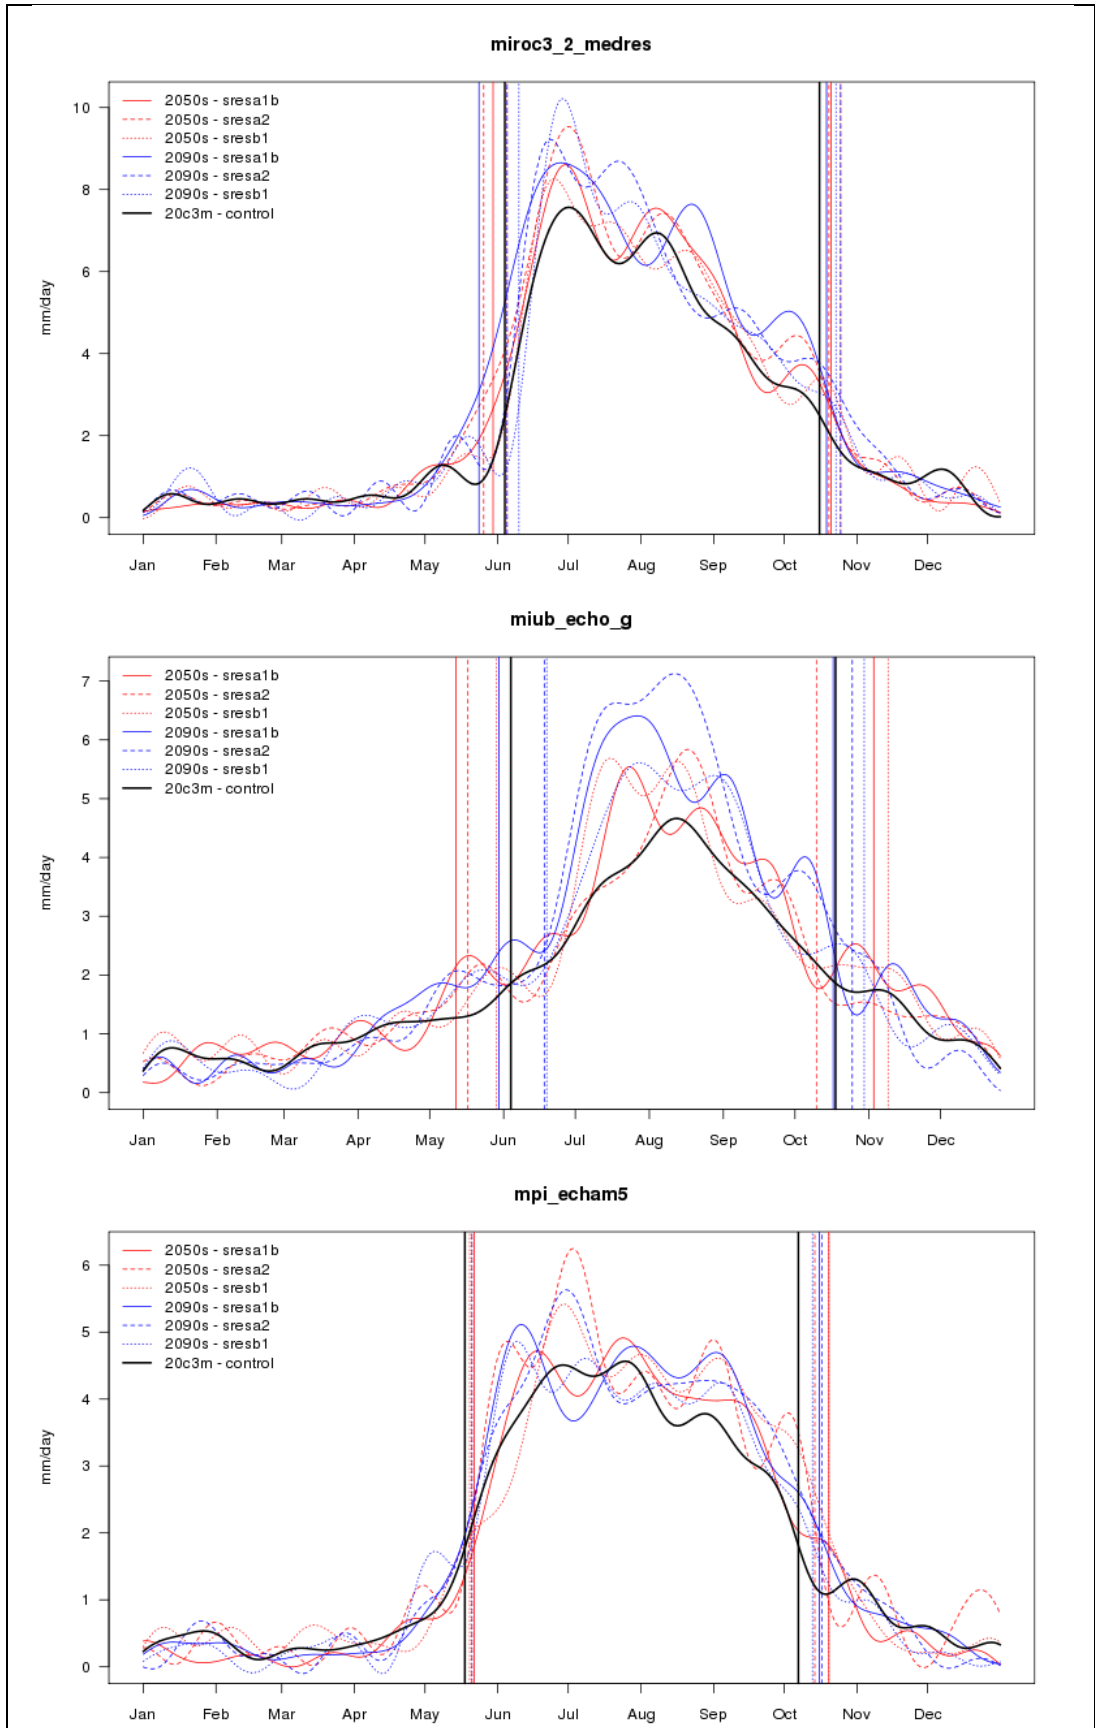 miroc3_2_medres
2050s - sresa1b
2050s - sresa2
2050s - sresb1
2090s - sresa1b
2090s - sresa2
2090s - sresb1
20c3m - control
mm/day
10
8
6
4
2
0
Jan Feb Mar Apr May Jun Jul Aug Sep Oct Nov Dec
miub_echo_g
2050s - sresa1b
2050s - sresa2
2050s - sresb1
2090s - sresa1b
2090s - sresa2
2090s - sresb1
20c3m - control
mm/day
7
6
5
4
3
2
1
0
Jan Feb Mar Apr May Jun Jul Aug Sep Oct Nov Dec
mpi_echam5
2050s - sresa1b
2050s - sresa2
2050s - sresb1
2090s - sresa1b
2090s - sresa2
2090s - sresb1
20c3m - control
mm/day
6
5
4
3
2
1
0
Jan Feb Mar Apr May Jun Jul Aug Sep Oct Nov Dec